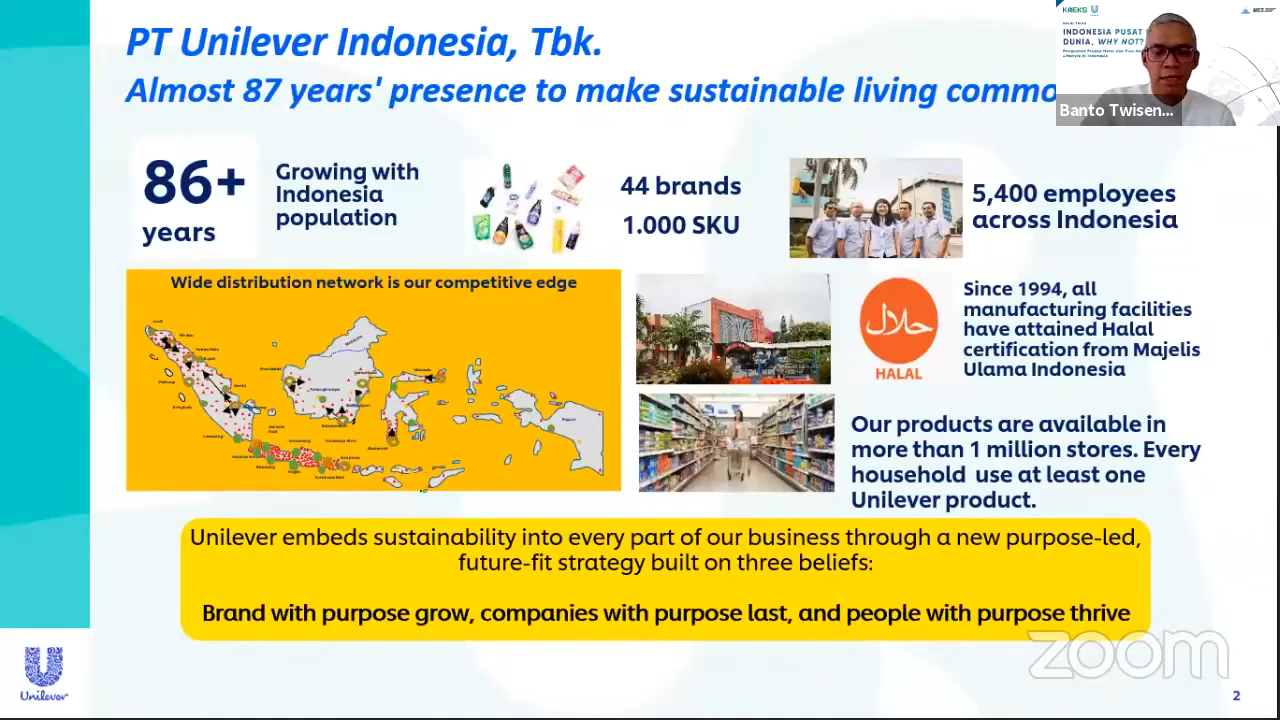 PT Unilever Indonesia, Tbk.
Almost 87 years' presence to make sustainable living commo
KNEKS
INDONESIA PUSAT
DUNIA, WHY NOT?
Banto Twisen...
86+
years
Growing with
Indonesia
population
44 brands
1.000 SKU
5,400 employees
across Indonesia
Wide distribution network is our competitive edge
حلال
HALAL
Since 1994, all
manufacturing facilities
have attained Halal
certification from Majelis
Ulama Indonesia
Our products are available in
more than 1 million stores. Every
household use at least one
Unilever product.
Unilever embeds sustainability into every part of our business through a new purpose-led,
future-fit strategy built on three beliefs:
Brand with purpose grow, companies with purpose last, and people with purpose thrive
zoom
Unilever
2